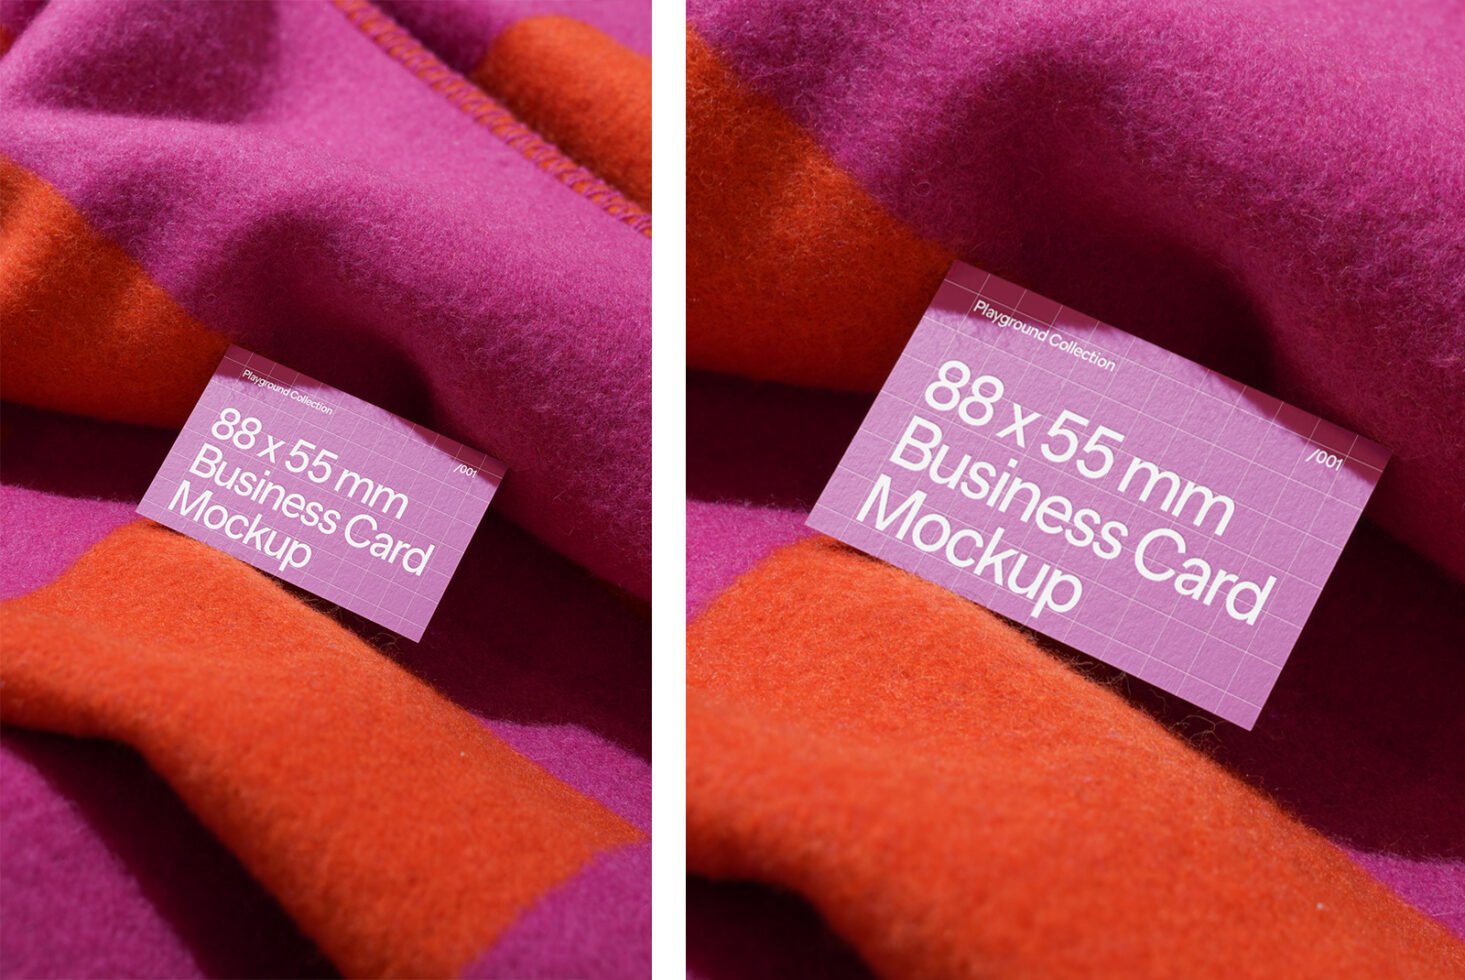 Playground Collection
/001
88 x 55 mm
Business Card
Mockup
Playground Collection
/001
88 x 55 mm
Business Card
Mockup